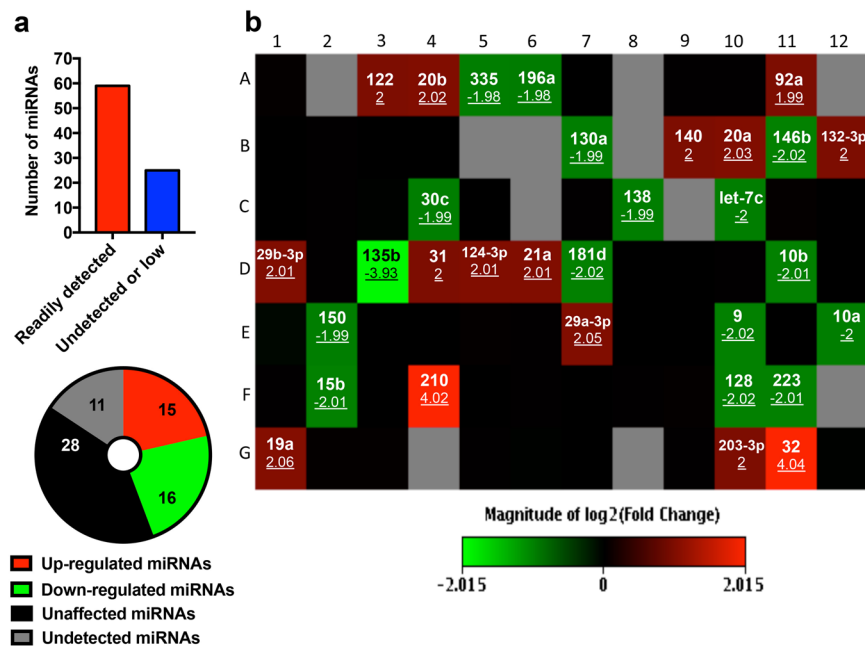 a
Number of miRNAs
70
60
50
40
30
20
10
0
Readily detected
Undetected or low
11
15
28
16
Up-regulated miRNAs
Down-regulated miRNAs
Unaffected miRNAs
Undetected miRNAs
b
1 2 3 4 5 6 7 8 9 10 11 12
A
122 20b 335 196a 92a
2 2.02 -1.98 -1.98 1.99
B
130a 140 20a 146b 132-3p
-1.99 2 2.03 -2.02 2
C
30c 138 let-7c
-1.99 -1.99 -2
D
29b-3p 135b 31 124-3p 21a 181d 10b
2.01 -3.93 2 2.01 2.01 -2.02 -2.01
E
150 29a-3p 9 10a
-1.99 2.05 -2.02 -2
F
15b 210 128 223
-2.01 4.02 -2.02 -2.01
G
19a 203-3p 32
2.06 2 4.04
Magnitude of log2(Fold Change)
-2.015 0 2.015